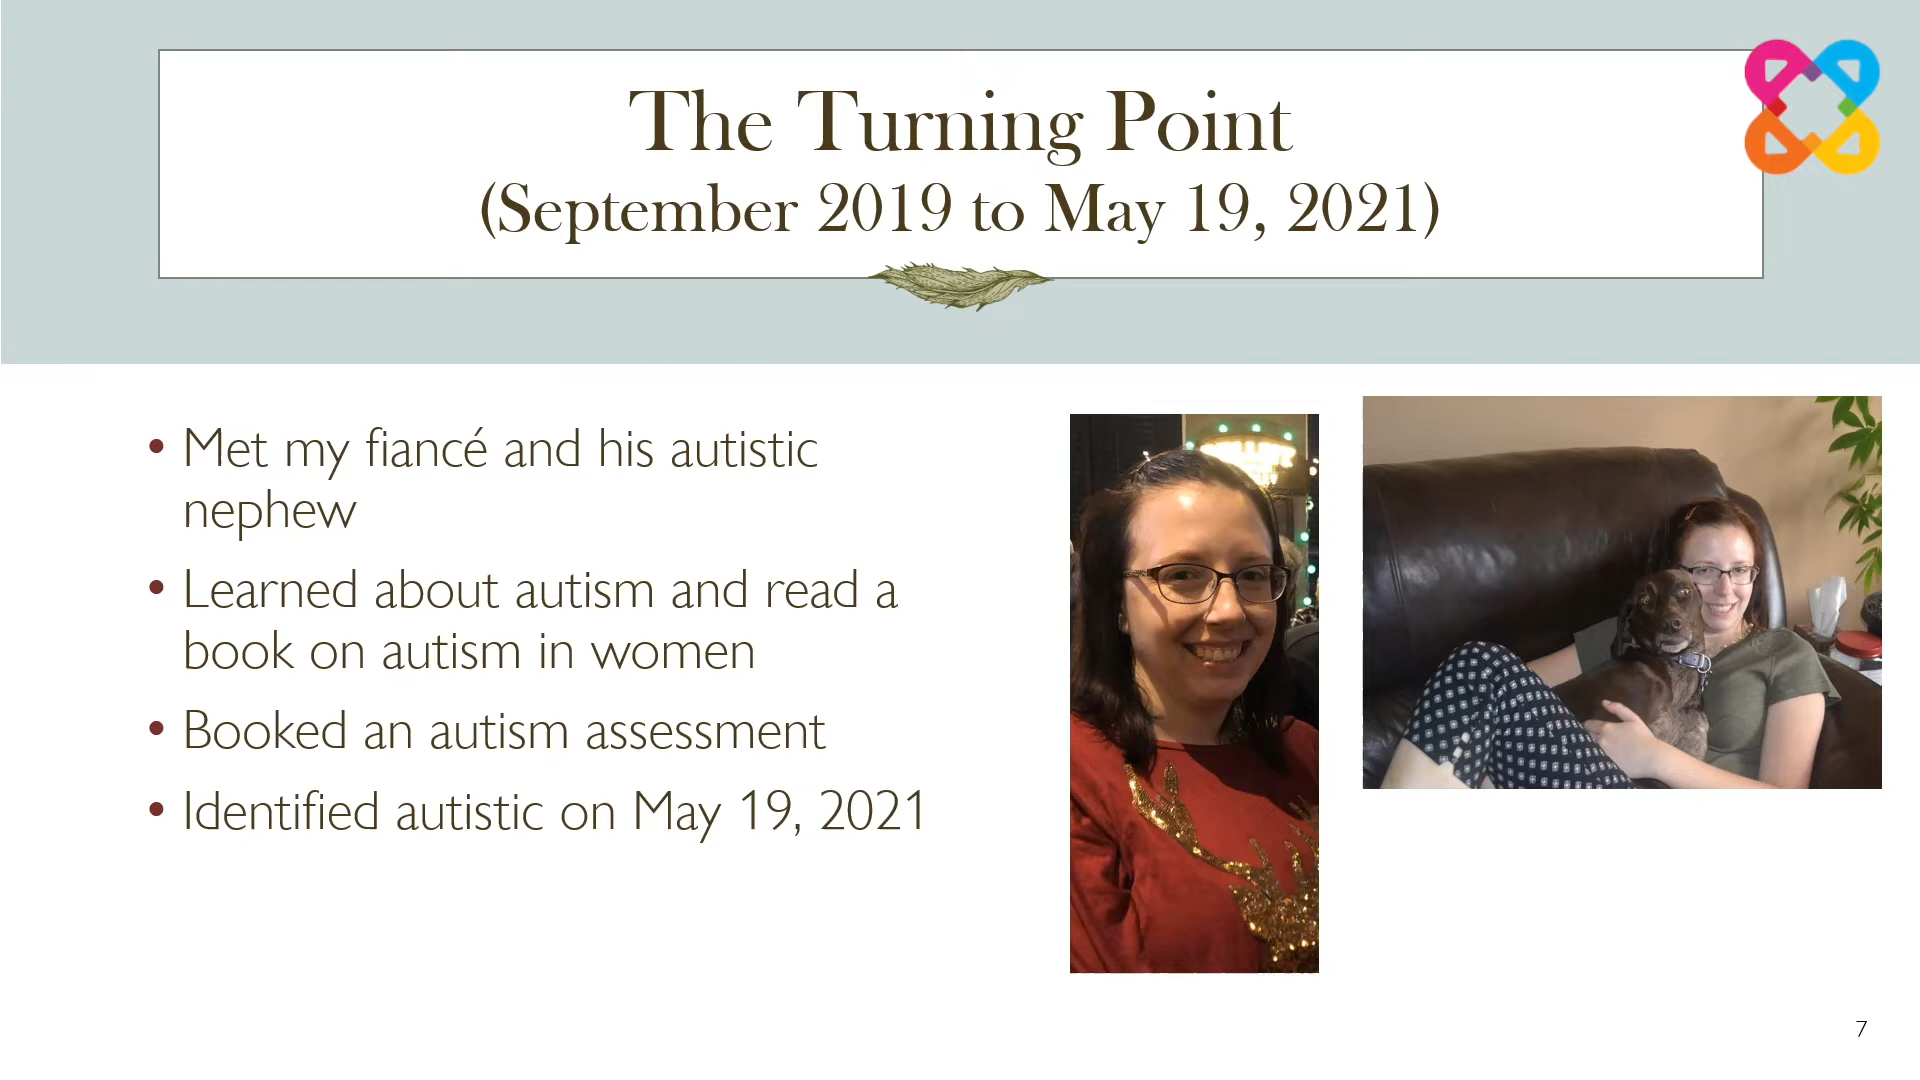 The Turning Point
(September 2019 to May 19, 2021)
• Met my fiancé and his autistic
nephew
• Learned about autism and read a
book on autism in women
• Booked an autism assessment
• Identified autistic on May 19, 2021
7